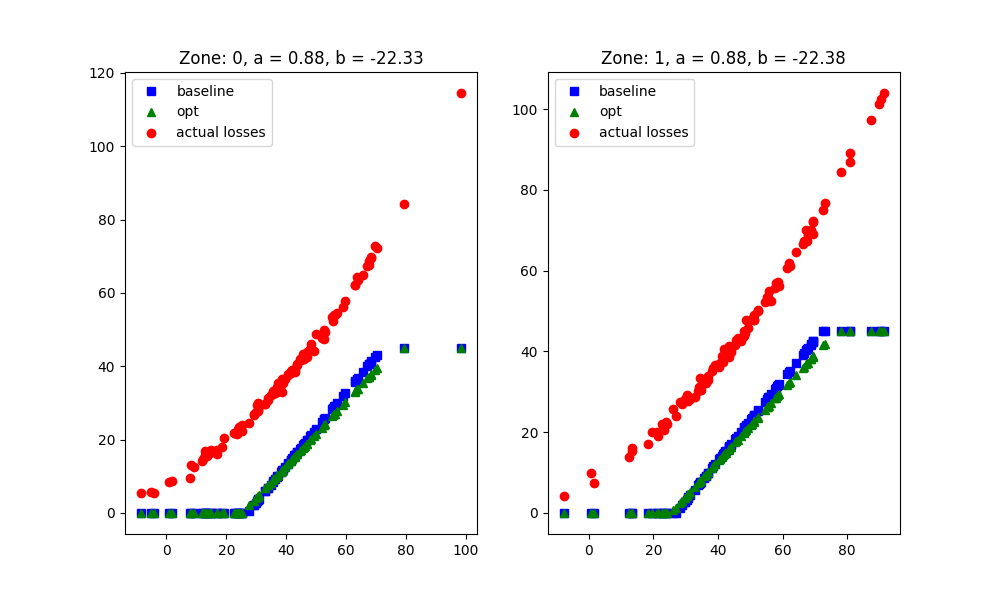 Zone: 0, a = 0.88, b = -22.33
baseline
opt
actual losses
120
100
80
60
40
20
0
0 20 40 60 80 100
Zone: 1, a = 0.88, b = -22.38
baseline
opt
actual losses
100
80
60
40
20
0
0 20 40 60 80